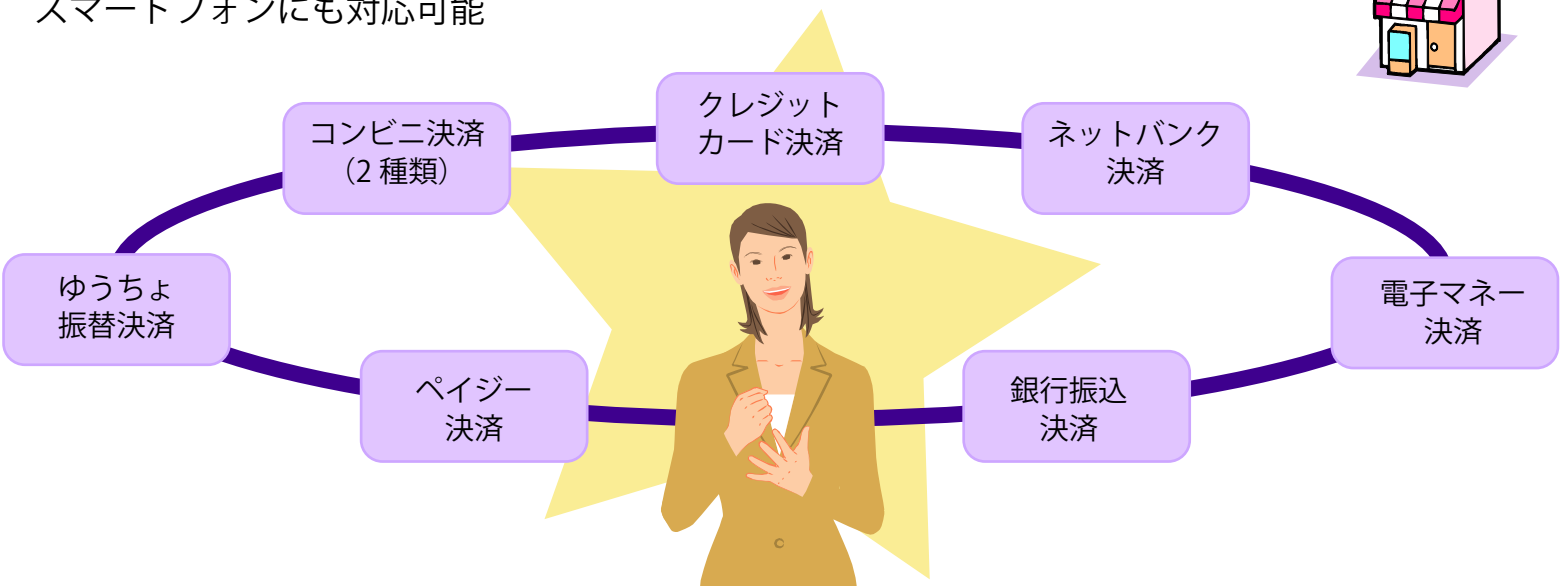 スマートフォンにも対応可能
クレジット
カード決済
コンビニ決済
（2 種類）
ネットバンク
決済
ゆうちょ
振替決済
電子マネー
決済
ペイジー
決済
銀行振込
決済